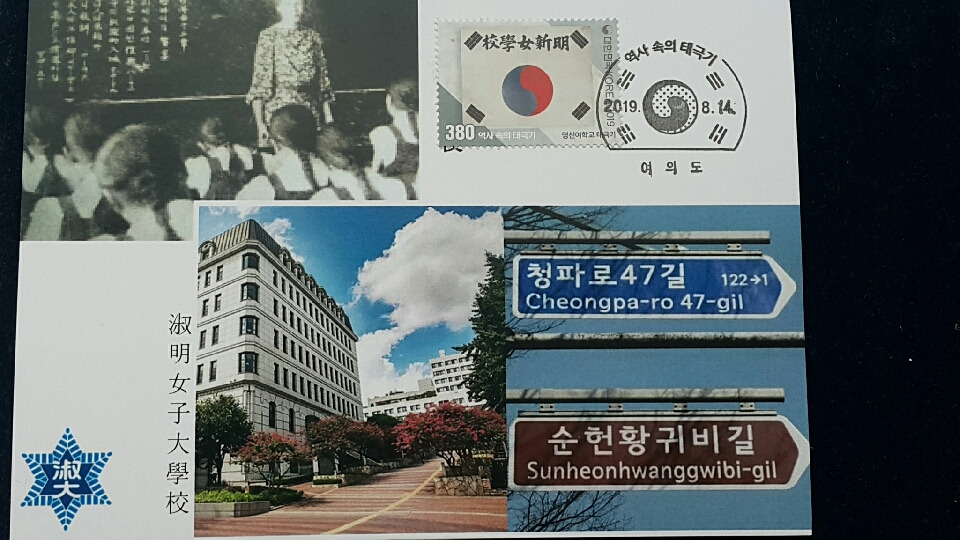 校學女新明
대한민국 KOREA 2019
380 역사 속의 태극기
명신여학교 태극기
역사 속의 태극기
2019. 8.14.
여의도
청파로47길
122→1
Cheongpa-ro 47-gil
순헌황귀비길
Sunheonhwanggwibi-gil
淑明女子大學校
淑大